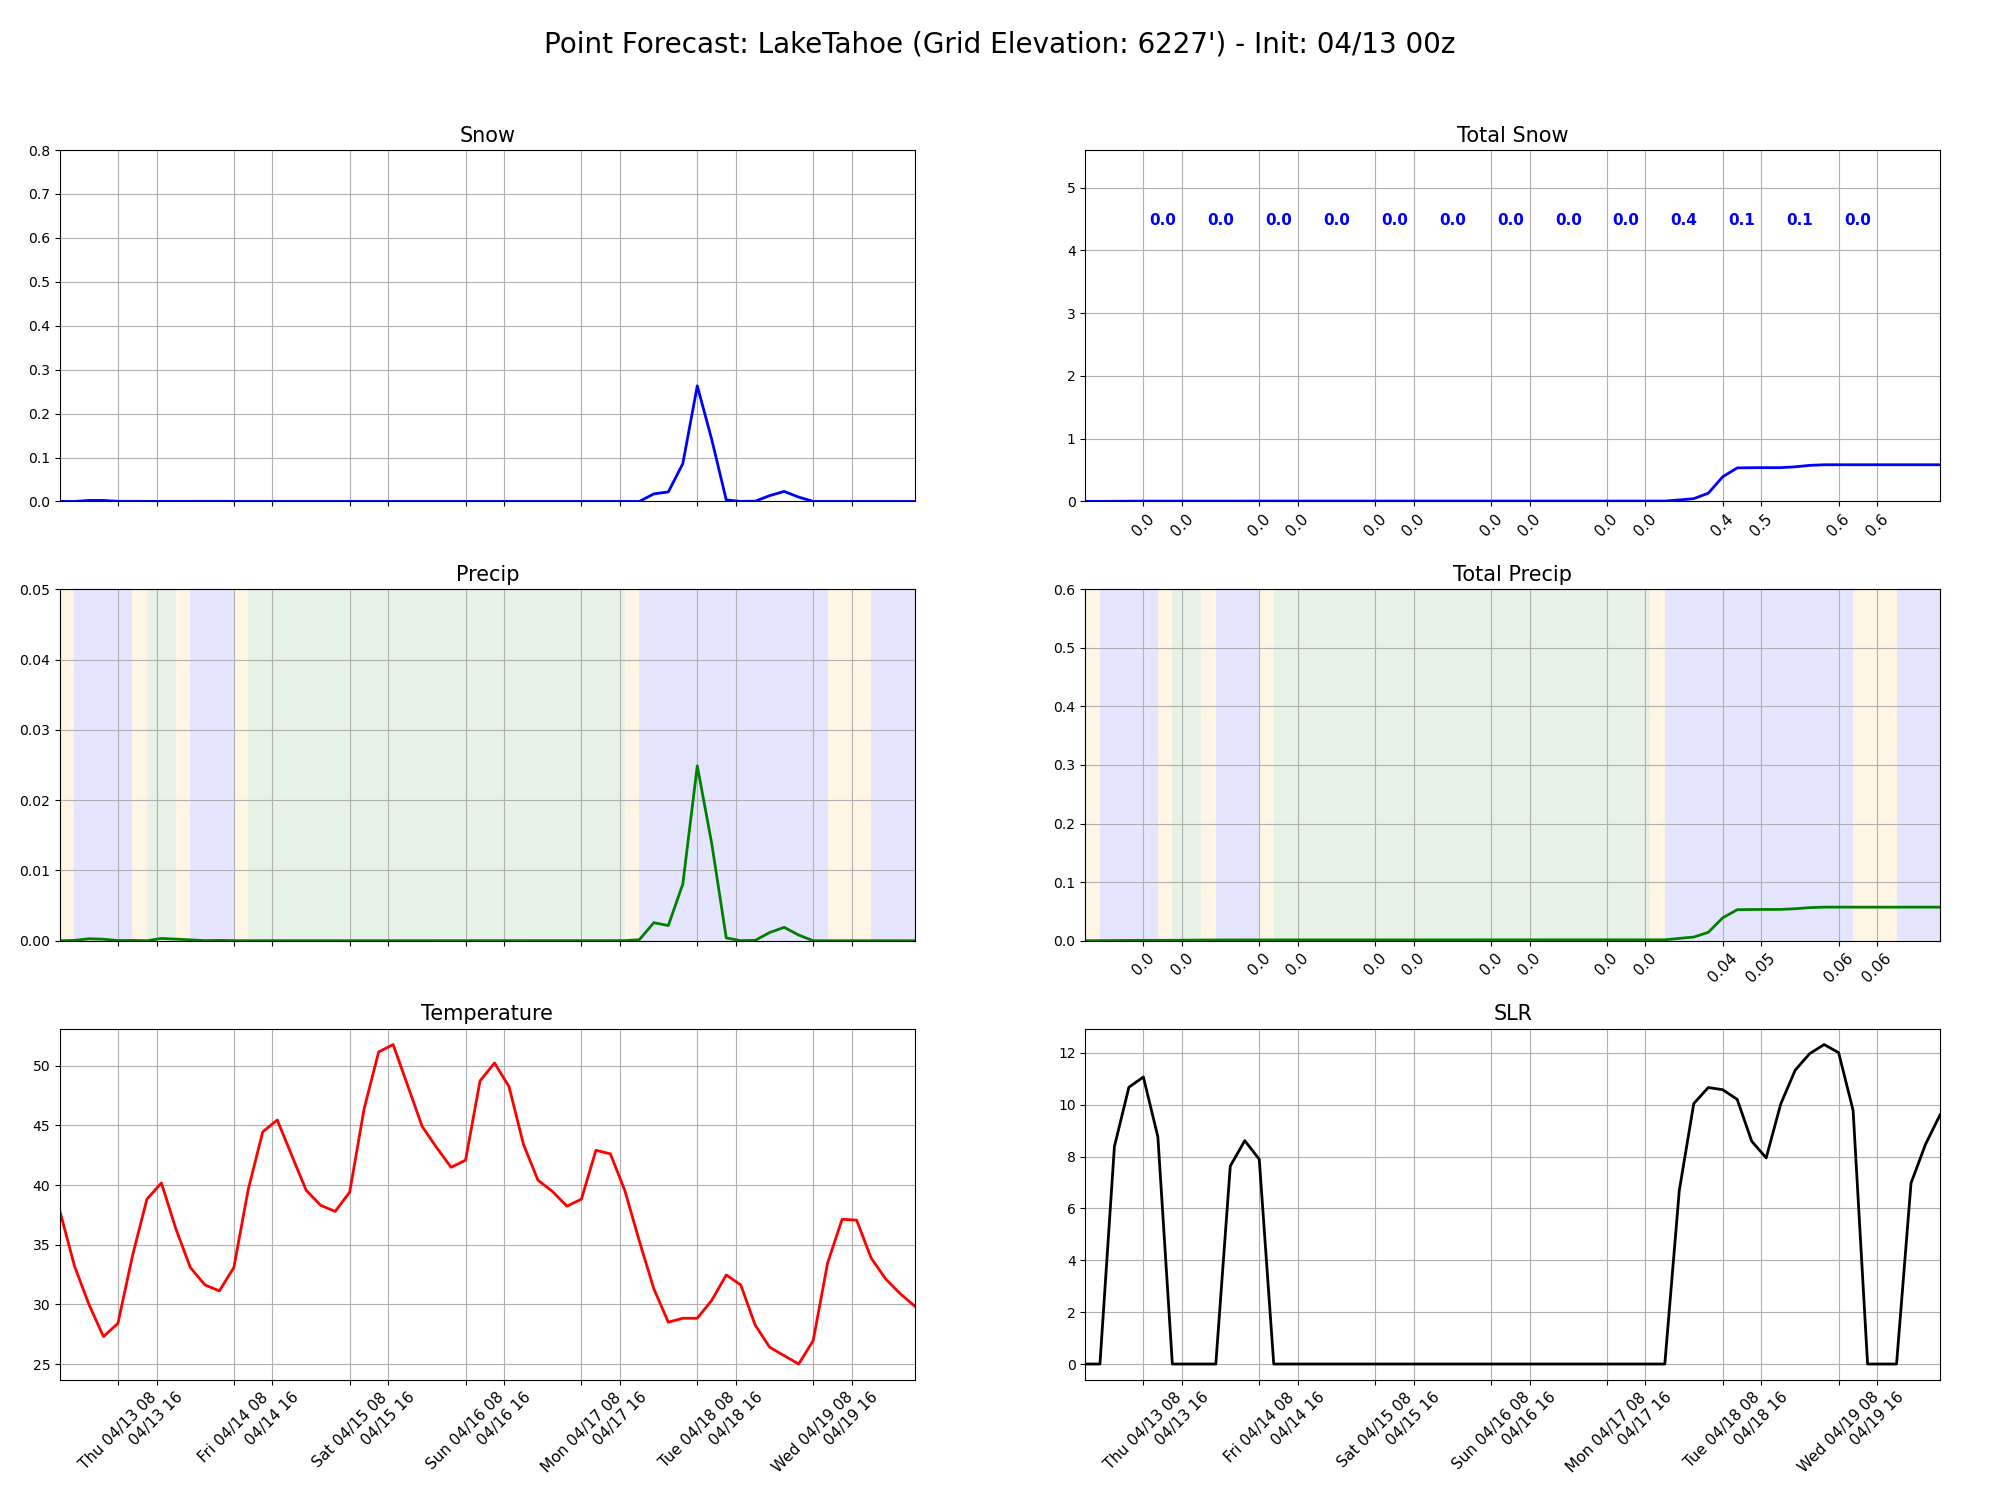 Point Forecast: LakeTahoe (Grid Elevation: 6227') - Init: 04/13 00z
Snow
0.8
0.7
0.6
0.5
0.4
0.3
0.2
0.1
0.0
Total Snow
5
4
3
2
1
0
0.0 0.0 0.0 0.0 0.0 0.0 0.0 0.0 0.0 0.4 0.1 0.1 0.0
0.0 0.0 0.0 0.0 0.0 0.0 0.0 0.0 0.0 0.0 0.4 0.5 0.6 0.6
Precip
0.05
0.04
0.03
0.02
0.01
0.00
Total Precip
0.6
0.5
0.4
0.3
0.2
0.1
0.0
0.0 0.0 0.0 0.0 0.0 0.0 0.0 0.0 0.0 0.0 0.04 0.05 0.06 0.06
Temperature
50
45
40
35
30
25
Thu 04/13 08
04/13 16
Fri 04/14 08
04/14 16
Sat 04/15 08
04/15 16
Sun 04/16 08
04/16 16
Mon 04/17 08
04/17 16
Tue 04/18 08
04/18 16
Wed 04/19 08
04/19 16
SLR
12
10
8
6
4
2
0
Thu 04/13 08
04/13 16
Fri 04/14 08
04/14 16
Sat 04/15 08
04/15 16
Sun 04/16 08
04/16 16
Mon 04/17 08
04/17 16
Tue 04/18 08
04/18 16
Wed 04/19 08
04/19 16